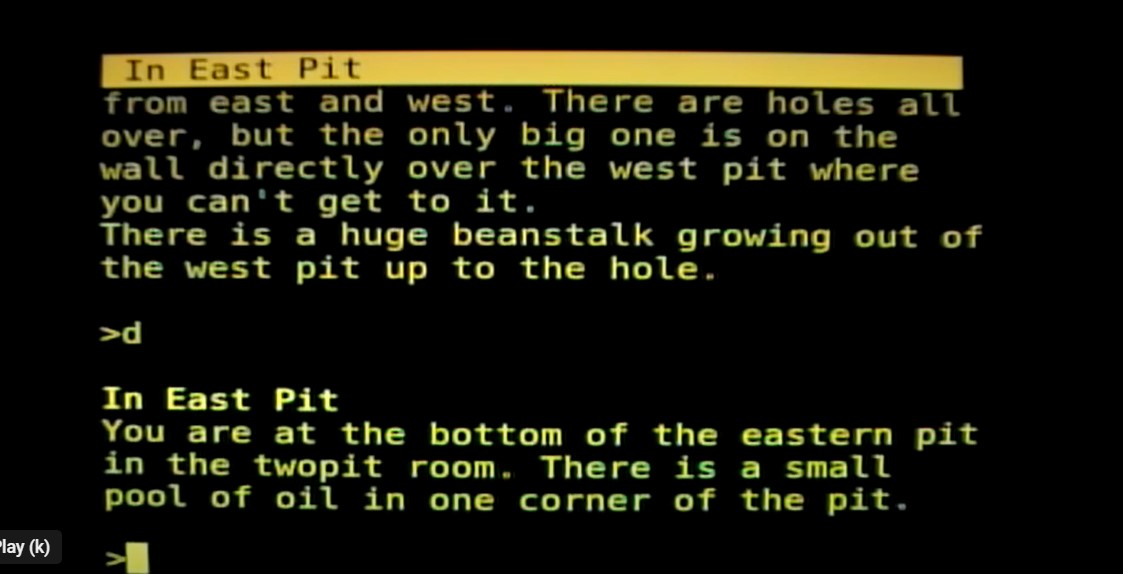 In East Pit
from east and west. There are holes all
over, but the only big one is on the
wall directly over the west pit where
you can't get to it.
There is a huge beanstalk growing out of
the west pit up to the hole.
>d
In East Pit
You are at the bottom of the eastern pit
in the twopit room. There is a small
pool of oil in one corner of the pit.
lay (k)
>